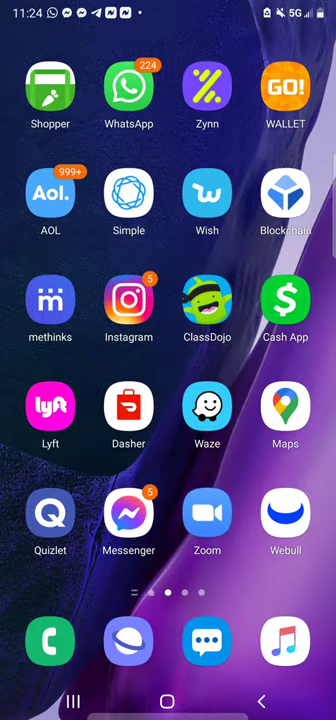 11:24 5G
224
Shopper WhatsApp Zynn GO! WALLET
999+
Aol. AOL Simple Wish Blockchain
5
methinks Instagram ClassDojo Cash App
lyft Lyft Dasher Waze Maps
5
Quizlet Messenger Zoom Webull